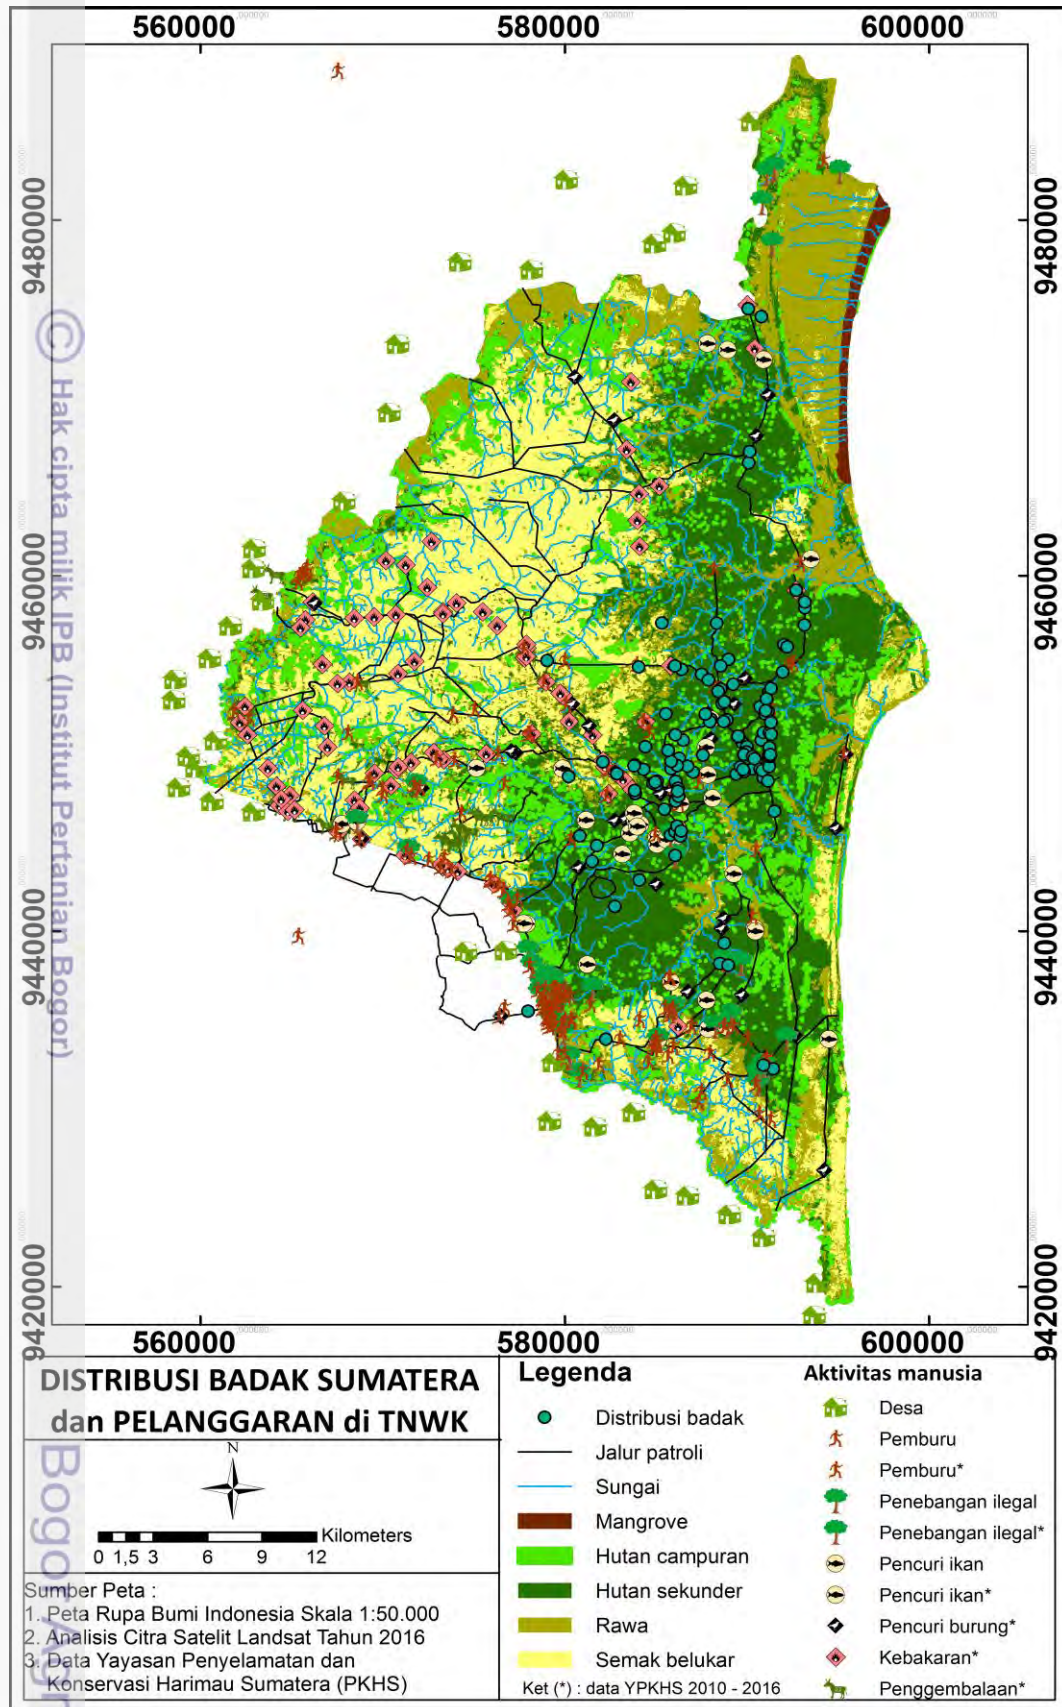 560000 580000 600000
9480000
9480000
9460000
9460000
9440000
9440000
9420000
9420000
560000 580000 600000
© Hak cipta milik IPB (Institut Pertanian Bogor)
Bogor Agr
DISTRIBUSI BADAK SUMATERA
dan PELANGGARAN di TNWK
N
Kilometers
0 1,5 3 6 9 12
Sumber Peta :
1. Peta Rupa Bumi Indonesia Skala 1:50.000
2. Analisis Citra Satelit Landsat Tahun 2016
3. Data Yayasan Penyelamatan dan
Konservasi Harimau Sumatera (PKHS)
Legenda
Distribusi badak
Jalur patroli
Sungai
Mangrove
Hutan campuran
Hutan sekunder
Rawa
Semak belukar
Ket (*) : data YPKHS 2010 - 2016
Aktivitas manusia
Desa
Pemburu
Pemburu*
Penebangan ilegal
Penebangan ilegal*
Pencuri ikan
Pencuri ikan*
Pencuri burung*
Kebakaran*
Penggembalaan*